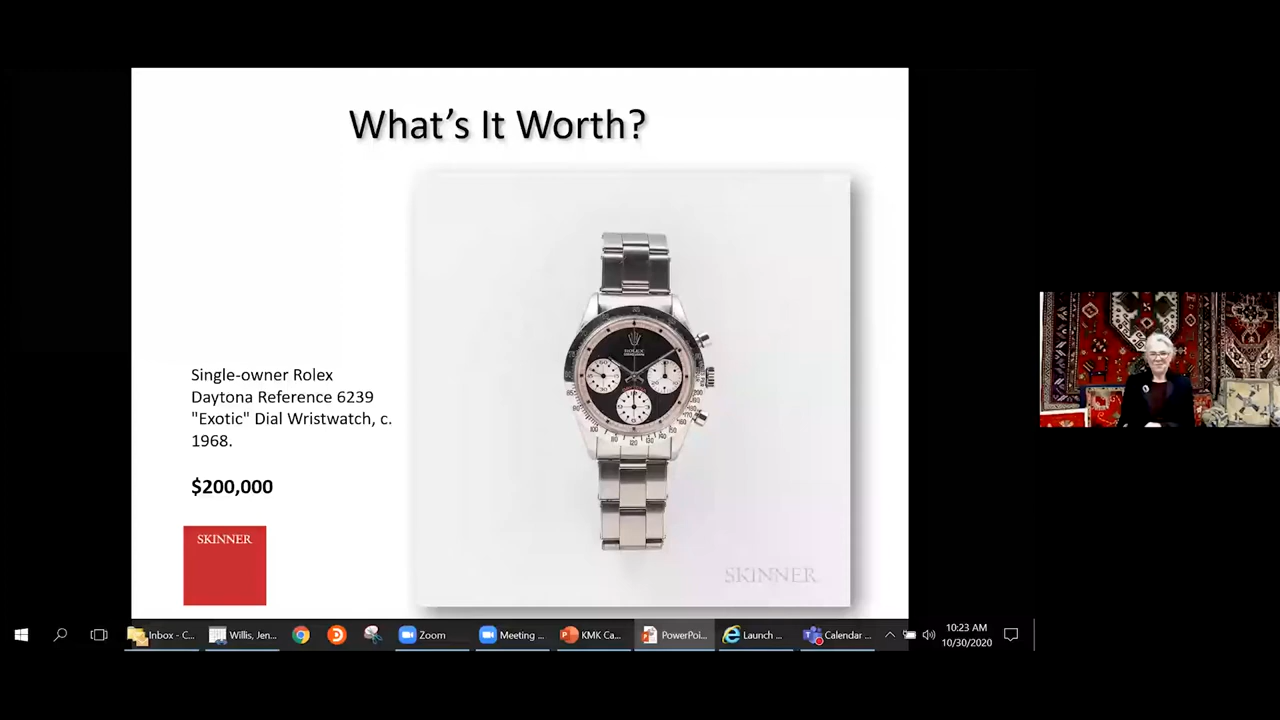 What's It Worth?
Single-owner Rolex
Daytona Reference 6239
"Exotic" Dial Wristwatch, c.
1968.
$200,000
SKINNER
ROLEX
SKINNER
Inbox - C...
Willis, Jen...
Zoom
Meeting ...
KMK Ca...
PowerPoi...
Launch ...
Calendar ...
10:23 AM
10/30/2020